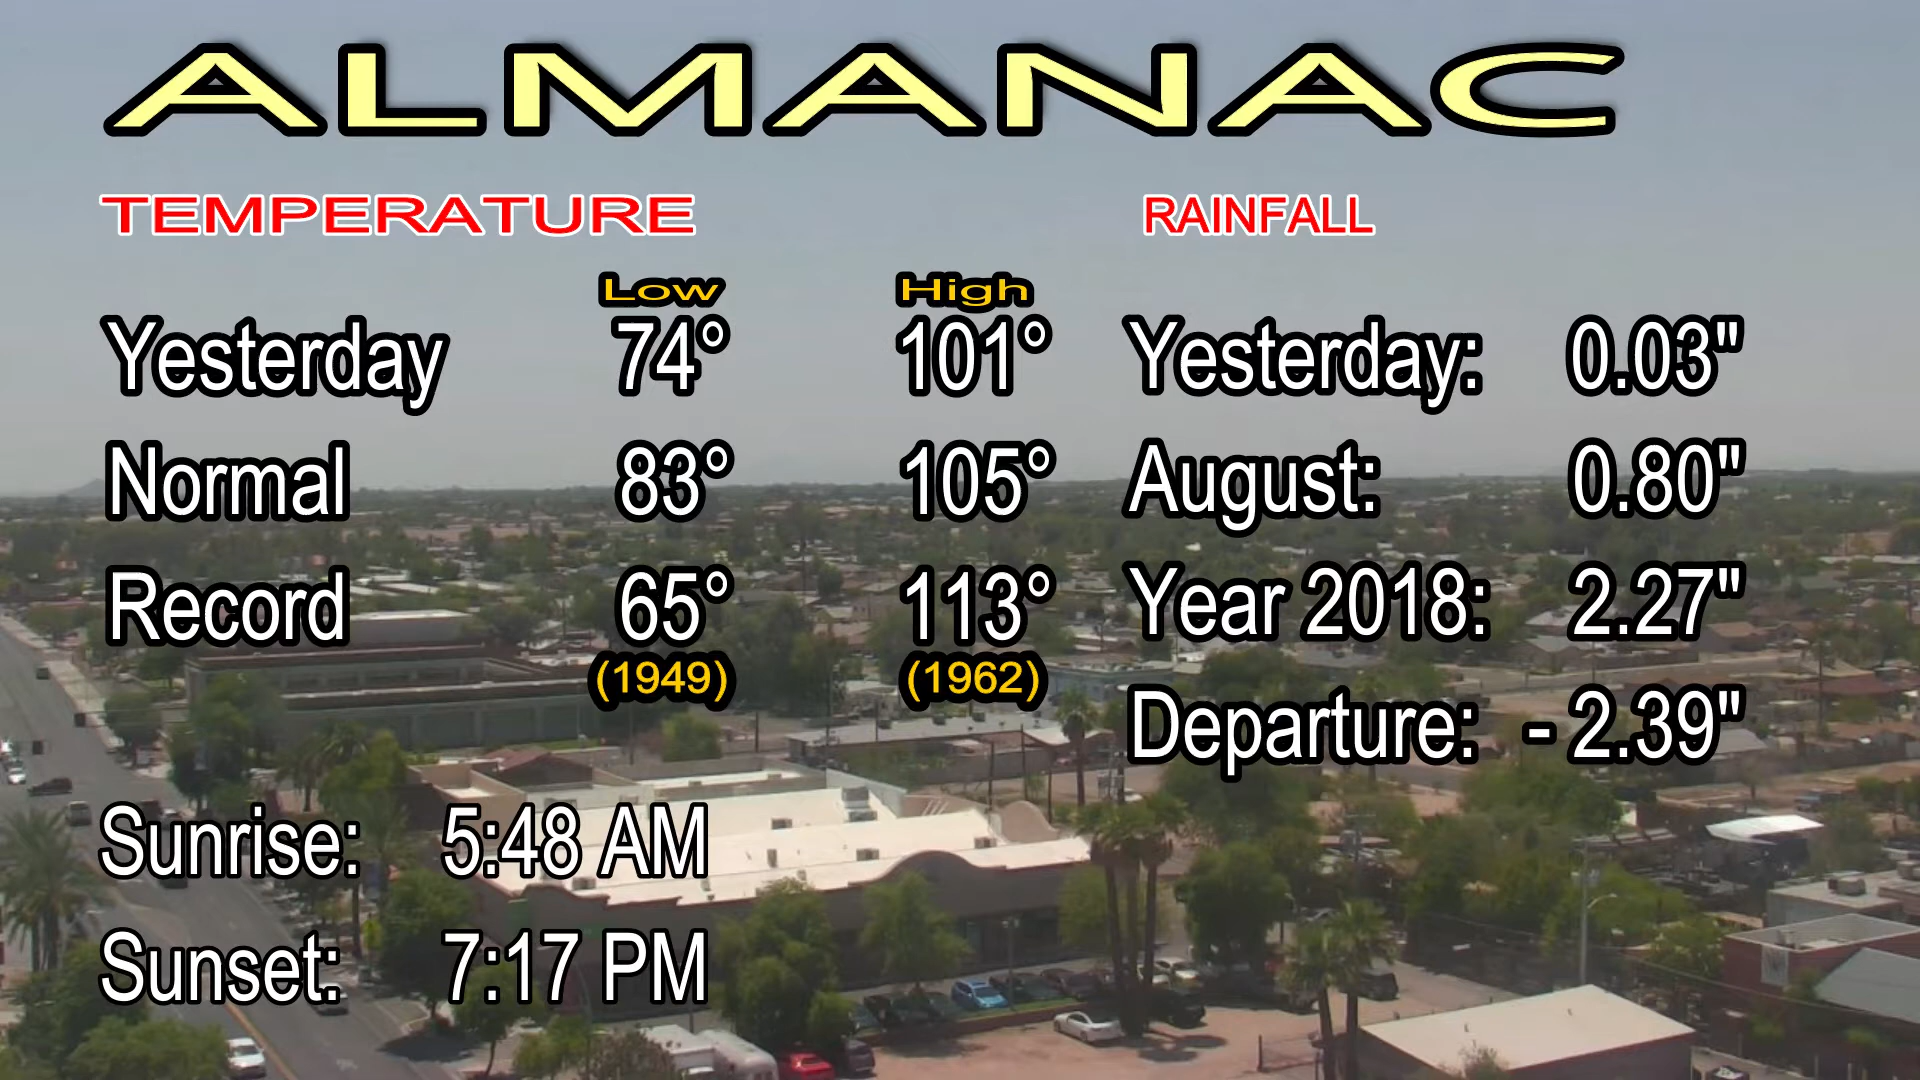 ALMANAC
TEMPERATURE
Low High
Yesterday 74° 101°
Normal 83° 105°
Record 65° 113°
(1949) (1962)
Sunrise: 5:48 AM
Sunset: 7:17 PM
RAINFALL
Yesterday: 0.03"
August: 0.80"
Year 2018: 2.27"
Departure: - 2.39"